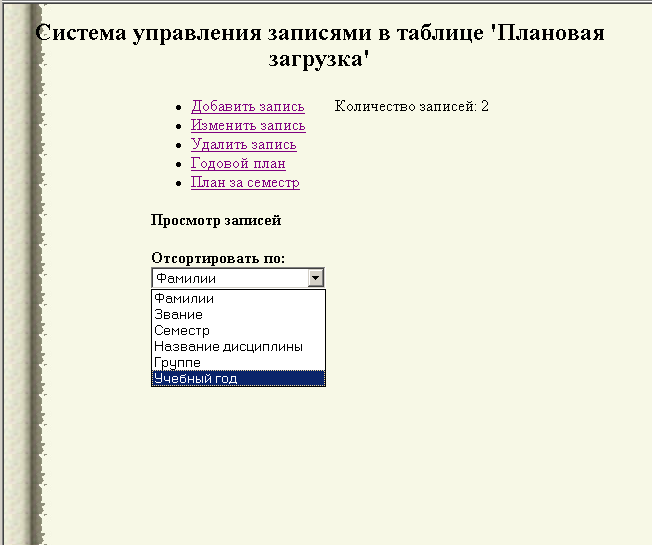 Система управления записями в таблице 'Плановая
загрузка'
Добавить запись Количество записей: 2
Изменить запись
Удалить запись
Годовой план
План за семестр
Просмотр записей
Отсортировать по:
Фамилии
Фамилии
Звание
Семестр
Название дисциплины
Группе
Учебный год